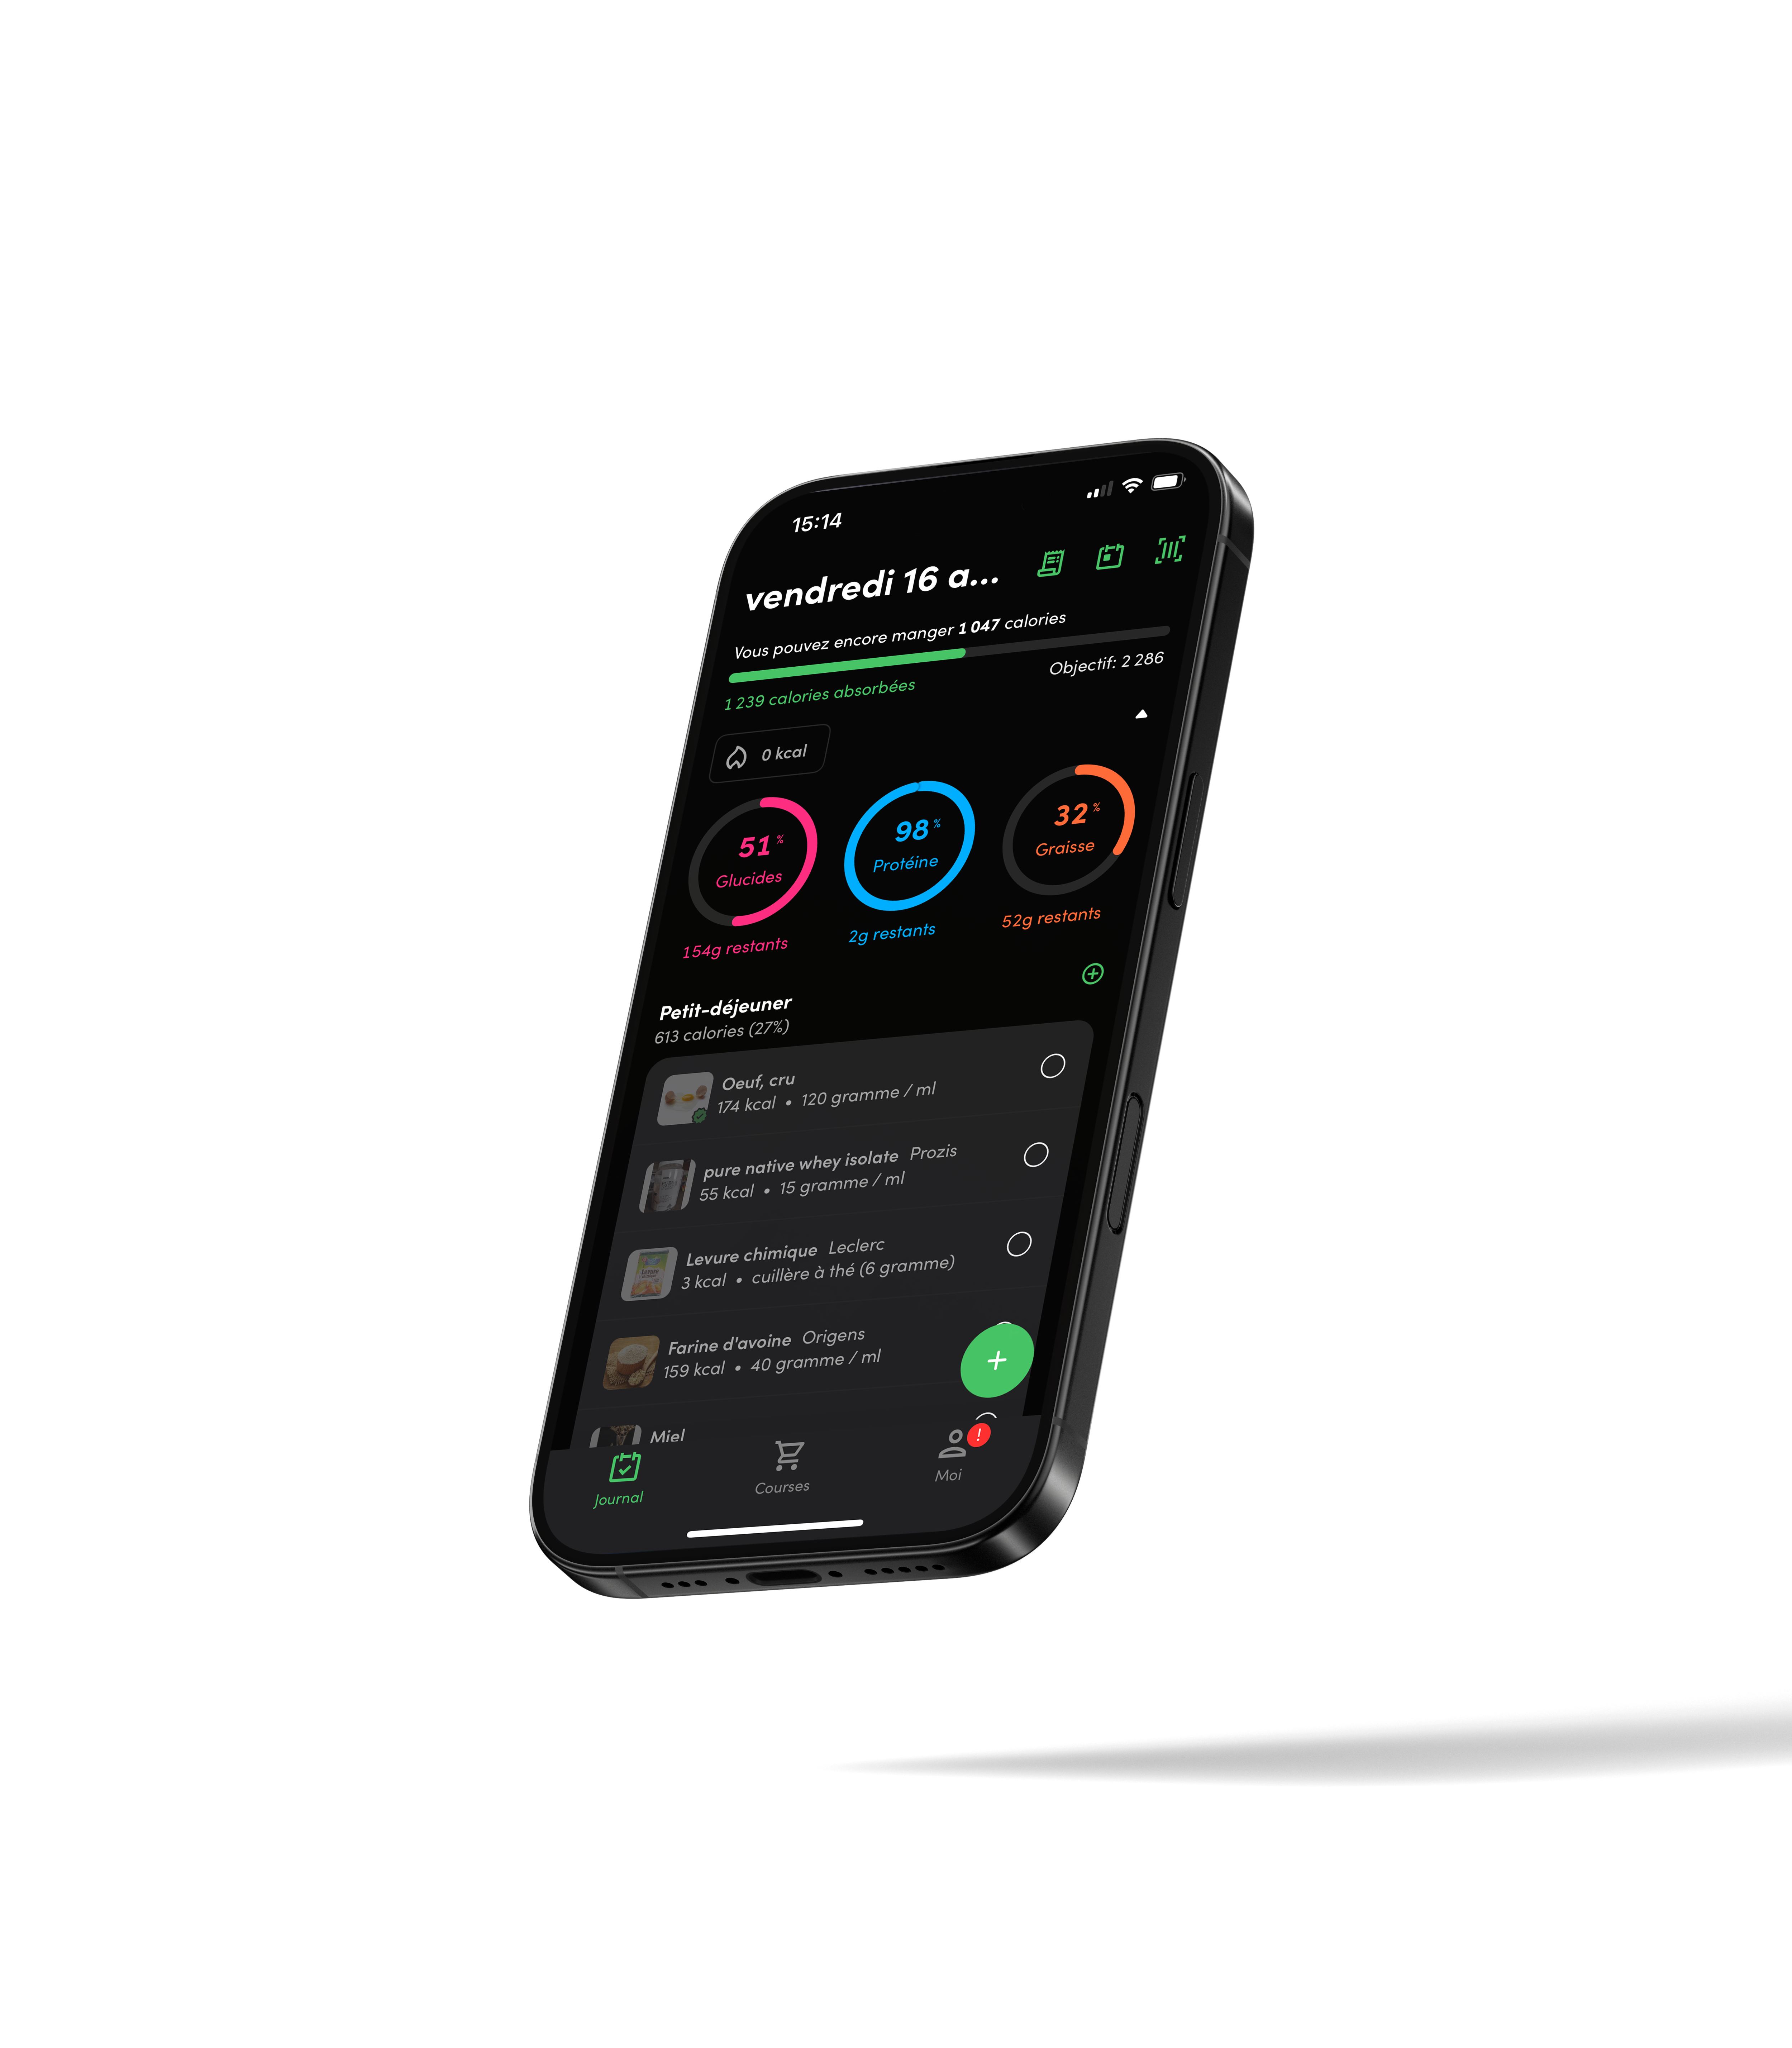 15:14
vendredi 16 a...
Vous pouvez encore manger 1 047 calories
Objectif: 2 286
1 239 calories absorbées
0 kcal
51 %
Glucides
154g restants
98 %
Protéine
2g restants
32 %
Graisse
52g restants
Petit-déjeuner
613 calories (27%)
Oeuf, cru
174 kcal • 120 gramme / ml
pure native whey isolate Prozis
55 kcal • 15 gramme / ml
Levure chimique Leclerc
3 kcal • cuillère à thé (6 gramme)
Farine d'avoine Origens
159 kcal • 40 gramme / ml
Miel
Journal
Courses
Moi
!